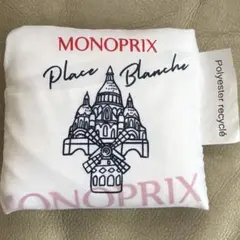 MONOPRIX
Place Blanche
MONOPRIX
Polyester recyclé